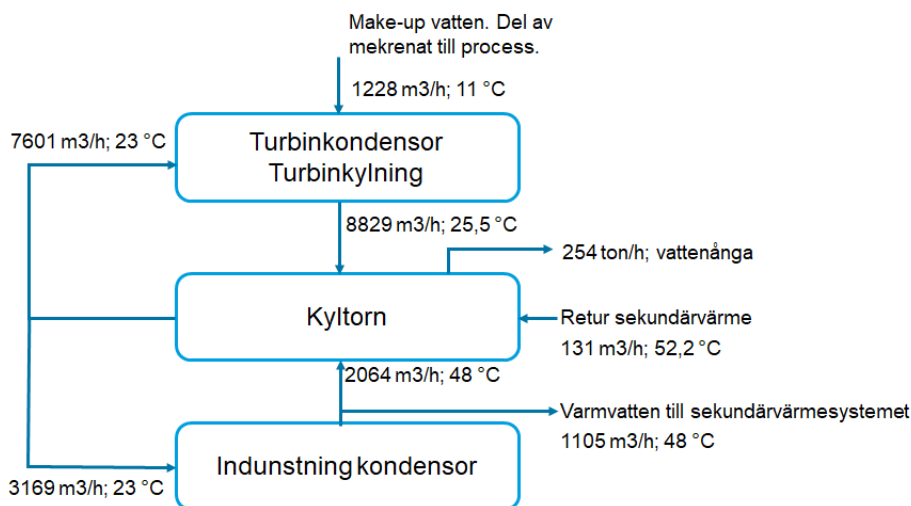 Make-up vatten. Del av
mekrenat till process.
1228 m3/h; 11 °C
7601 m3/h; 23 °C
Turbinkondensor
Turbinkylning
8829 m3/h; 25,5 °C
254 ton/h; vattenånga
Kyltorn
Retur sekundärvärme
131 m3/h; 52,2 °C
2064 m3/h; 48 °C
Varmvatten till sekundärvärmesystemet
1105 m3/h; 48 °C
Indunstning kondensor
3169 m3/h; 23 °C